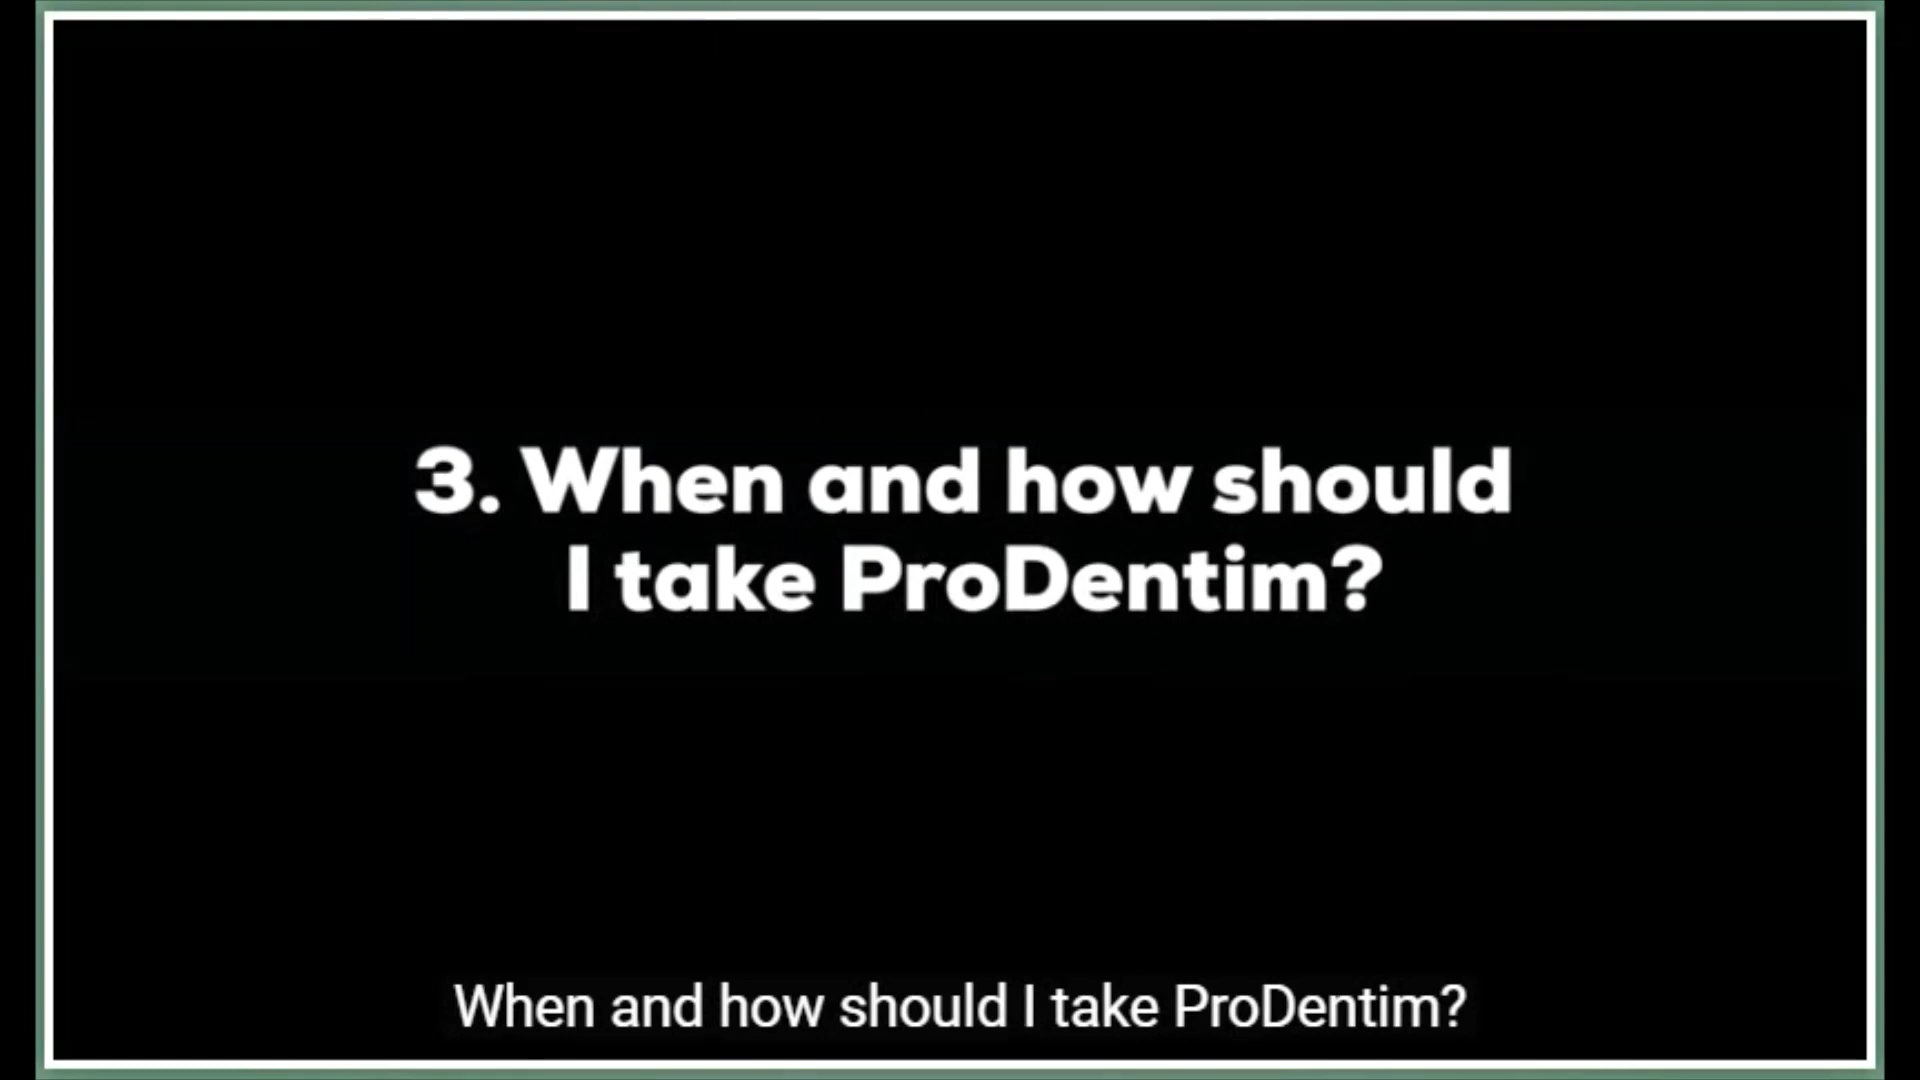 3. When and how should
I take ProDentim?
When and how should I take ProDentim?